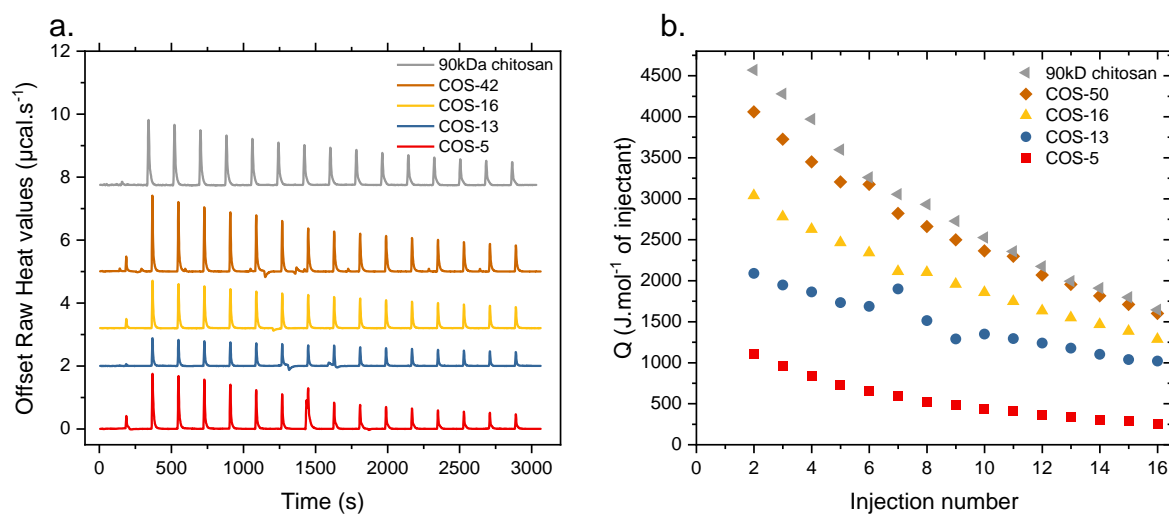 a.
Offset Raw Heat values (µcal.s⁻¹)
12
10
8
6
4
2
0
90kDa chitosan
COS-42
COS-16
COS-13
COS-5
0 500 1000 1500 2000 2500 3000
Time (s)
b.
Q (J.mol⁻¹ of injectant)
4500
4000
3500
3000
2500
2000
1500
1000
500
0
90kD chitosan
COS-50
COS-16
COS-13
COS-5
0 2 4 6 8 10 12 14 16
Injection number